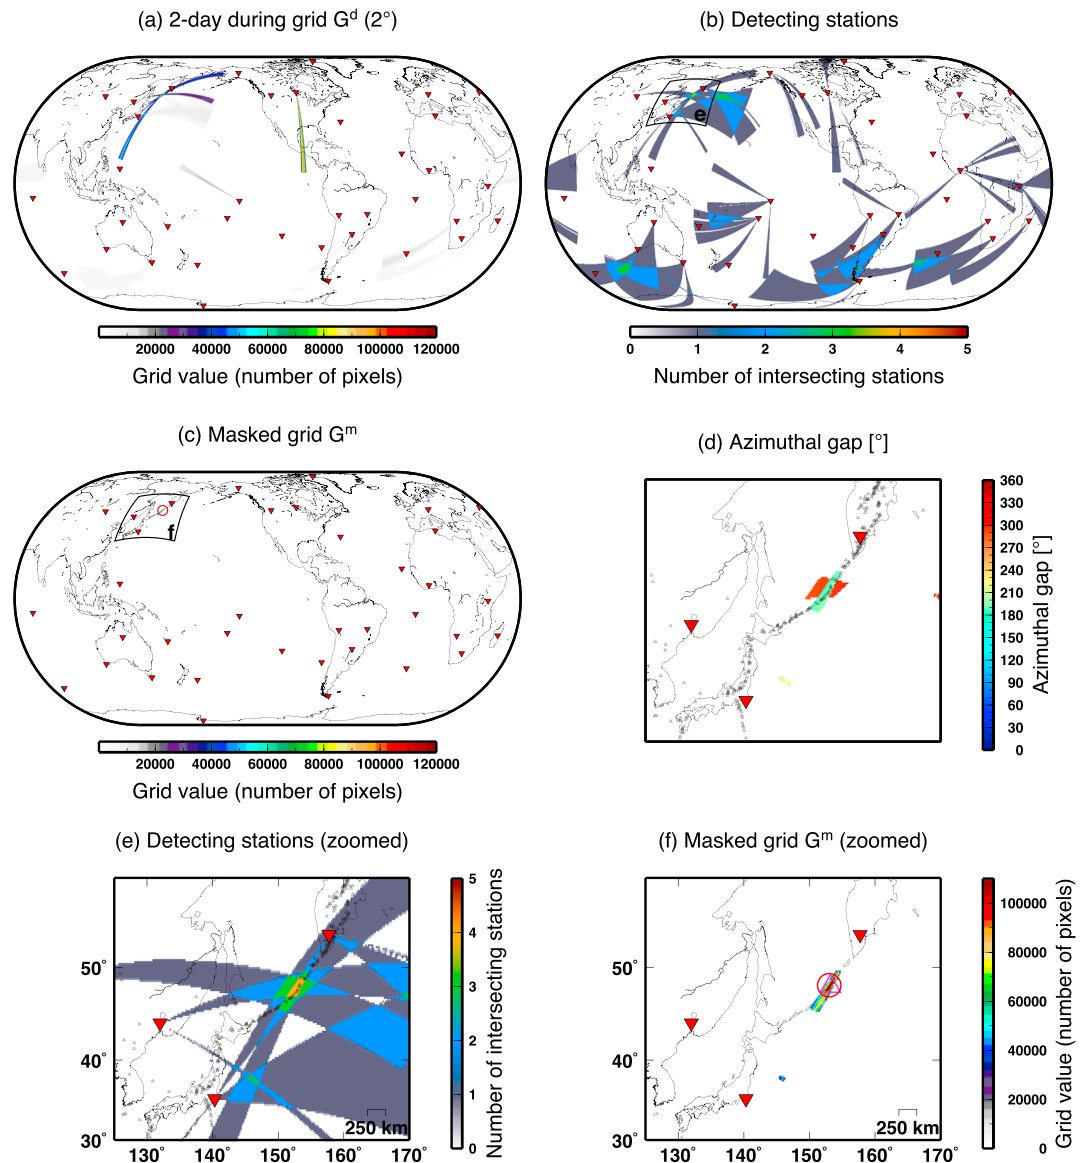 (a) 2-day during grid Gᵈ (2°)
20000 40000 60000 80000 100000 120000
Grid value (number of pixels)
(b) Detecting stations
e
0 1 2 3 4 5
Number of intersecting stations
(c) Masked grid Gᵐ
f
20000 40000 60000 80000 100000 120000
Grid value (number of pixels)
(d) Azimuthal gap [°]
360
330
300
270
240
210
180
150
120
90
60
30
0
Azimuthal gap [°]
(e) Detecting stations (zoomed)
50°
40°
30°
130° 140° 150° 160° 170°
250 km
5
4
3
2
1
0
Number of intersecting stations
(f) Masked grid Gᵐ (zoomed)
50°
40°
30°
130° 140° 150° 160° 170°
250 km
100000
80000
60000
40000
20000
0
Grid value (number of pixels)